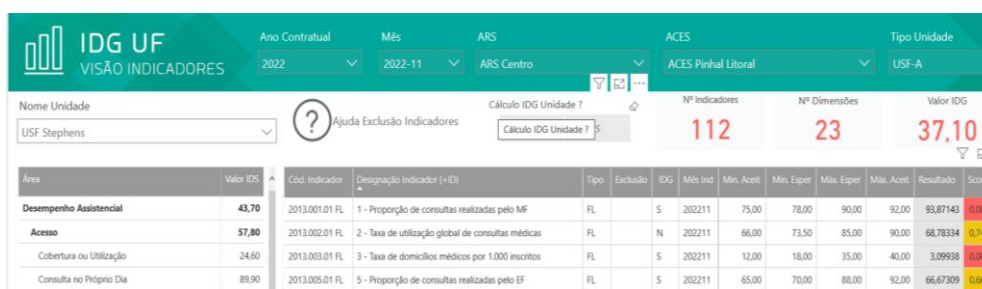 IDG UF
VISÃO INDICADORES
Ano Contratual
2022
Mês
2022-11
ARS
ARS Centro
ACES
ACES Pinhal Litoral
Tipo Unidade
USF-A
Nome Unidade
USF Stephens
?
Ajuda Exclusão Indicadores
Cálculo IDG Unidade ?
Cálculo IDG Unidade ? S
Nº Indicadores
112
Nº Dimensões
23
Valor IDG
37,10
Área Valor IDS
Desempenho Assistencial 43,70
Acesso 57,80
Cobertura ou Utilização 24,60
Consulta no Próprio Dia 89,90
Cód. Indicador Designação Indicador (+ID) Tipo Exclusão IDG Mês Ind Min. Aceit Min. Esper Máx. Esper Máx. Aceit Resultado
2013.001.01 FL 1 - Proporção de consultas realizadas pelo MF FL S 202211 75,00 78,00 90,00 92,00 93,87143
2013.002.01 FL 2 - Taxa de utilização global de consultas médicas FL N 202211 66,00 73,50 85,00 90,00 68,78334
2013.003.01 FL 3 - Taxa de domicílios médicos por 1.000 inscritos FL S 202211 12,00 18,00 35,00 40,00 3,09938
2013.005.01 FL 5 - Proporção de consultas realizadas pelo EF FL S 202211 65,00 70,00 88,00 92,00 66,67309